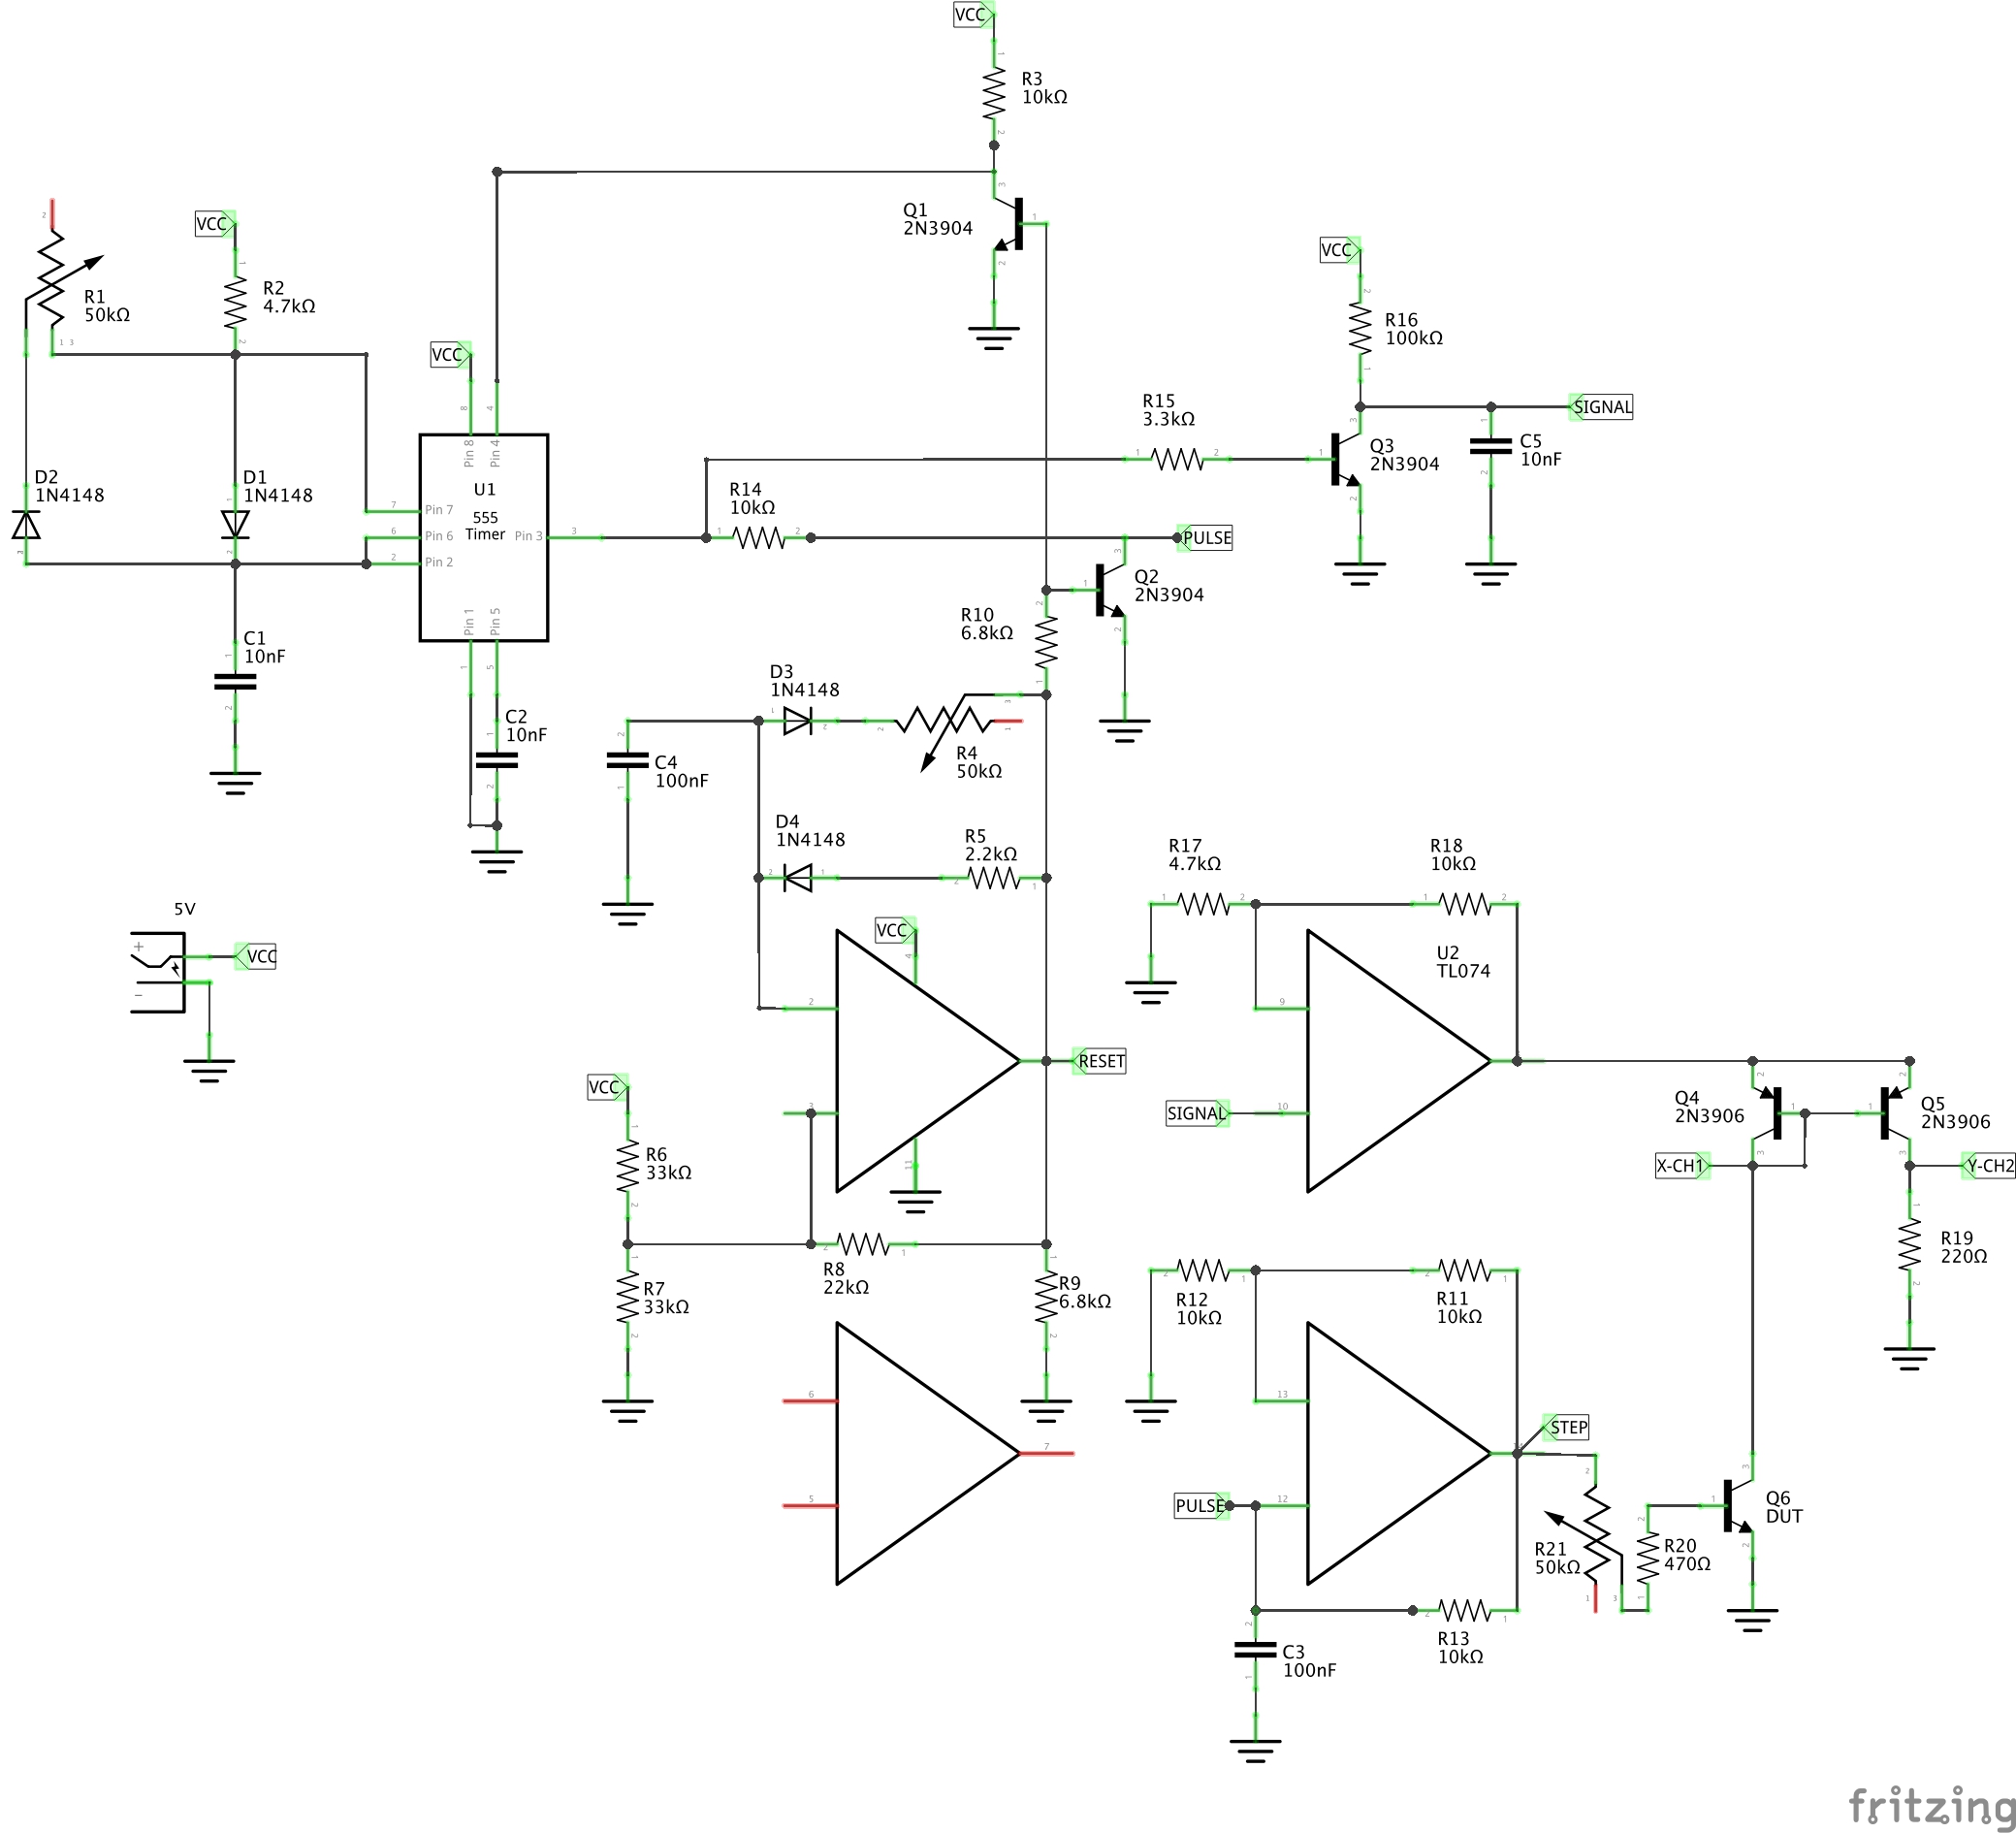 VCC
R3
10kΩ
Q1
2N3904
VCC
R1
50kΩ
R2
4.7kΩ
VCC
VCC
R16
100kΩ
R15
3.3kΩ
SIGNAL
Q3
2N3904
C5
10nF
D2
1N4148
D1
1N4148
Pin 8
Pin 4
U1
555
Timer
Pin 7
Pin 6
Pin 2
Pin 3
Pin 1
Pin 5
R14
10kΩ
PULSE
Q2
2N3904
R10
6.8kΩ
C1
10nF
C2
10nF
D3
1N4148
C4
100nF
R4
50kΩ
D4
1N4148
R5
2.2kΩ
R17
4.7kΩ
R18
10kΩ
5V
+
−
VCC
VCC
U2
TL074
RESET
VCC
SIGNAL
Q4
2N3906
Q5
2N3906
X-CH1
Y-CH2
R6
33kΩ
R8
22kΩ
R7
33kΩ
R9
6.8kΩ
R12
10kΩ
R11
10kΩ
R19
220Ω
STEP
PULSE
Q6
DUT
R21
50kΩ
R20
470Ω
R13
10kΩ
C3
100nF
fritzing